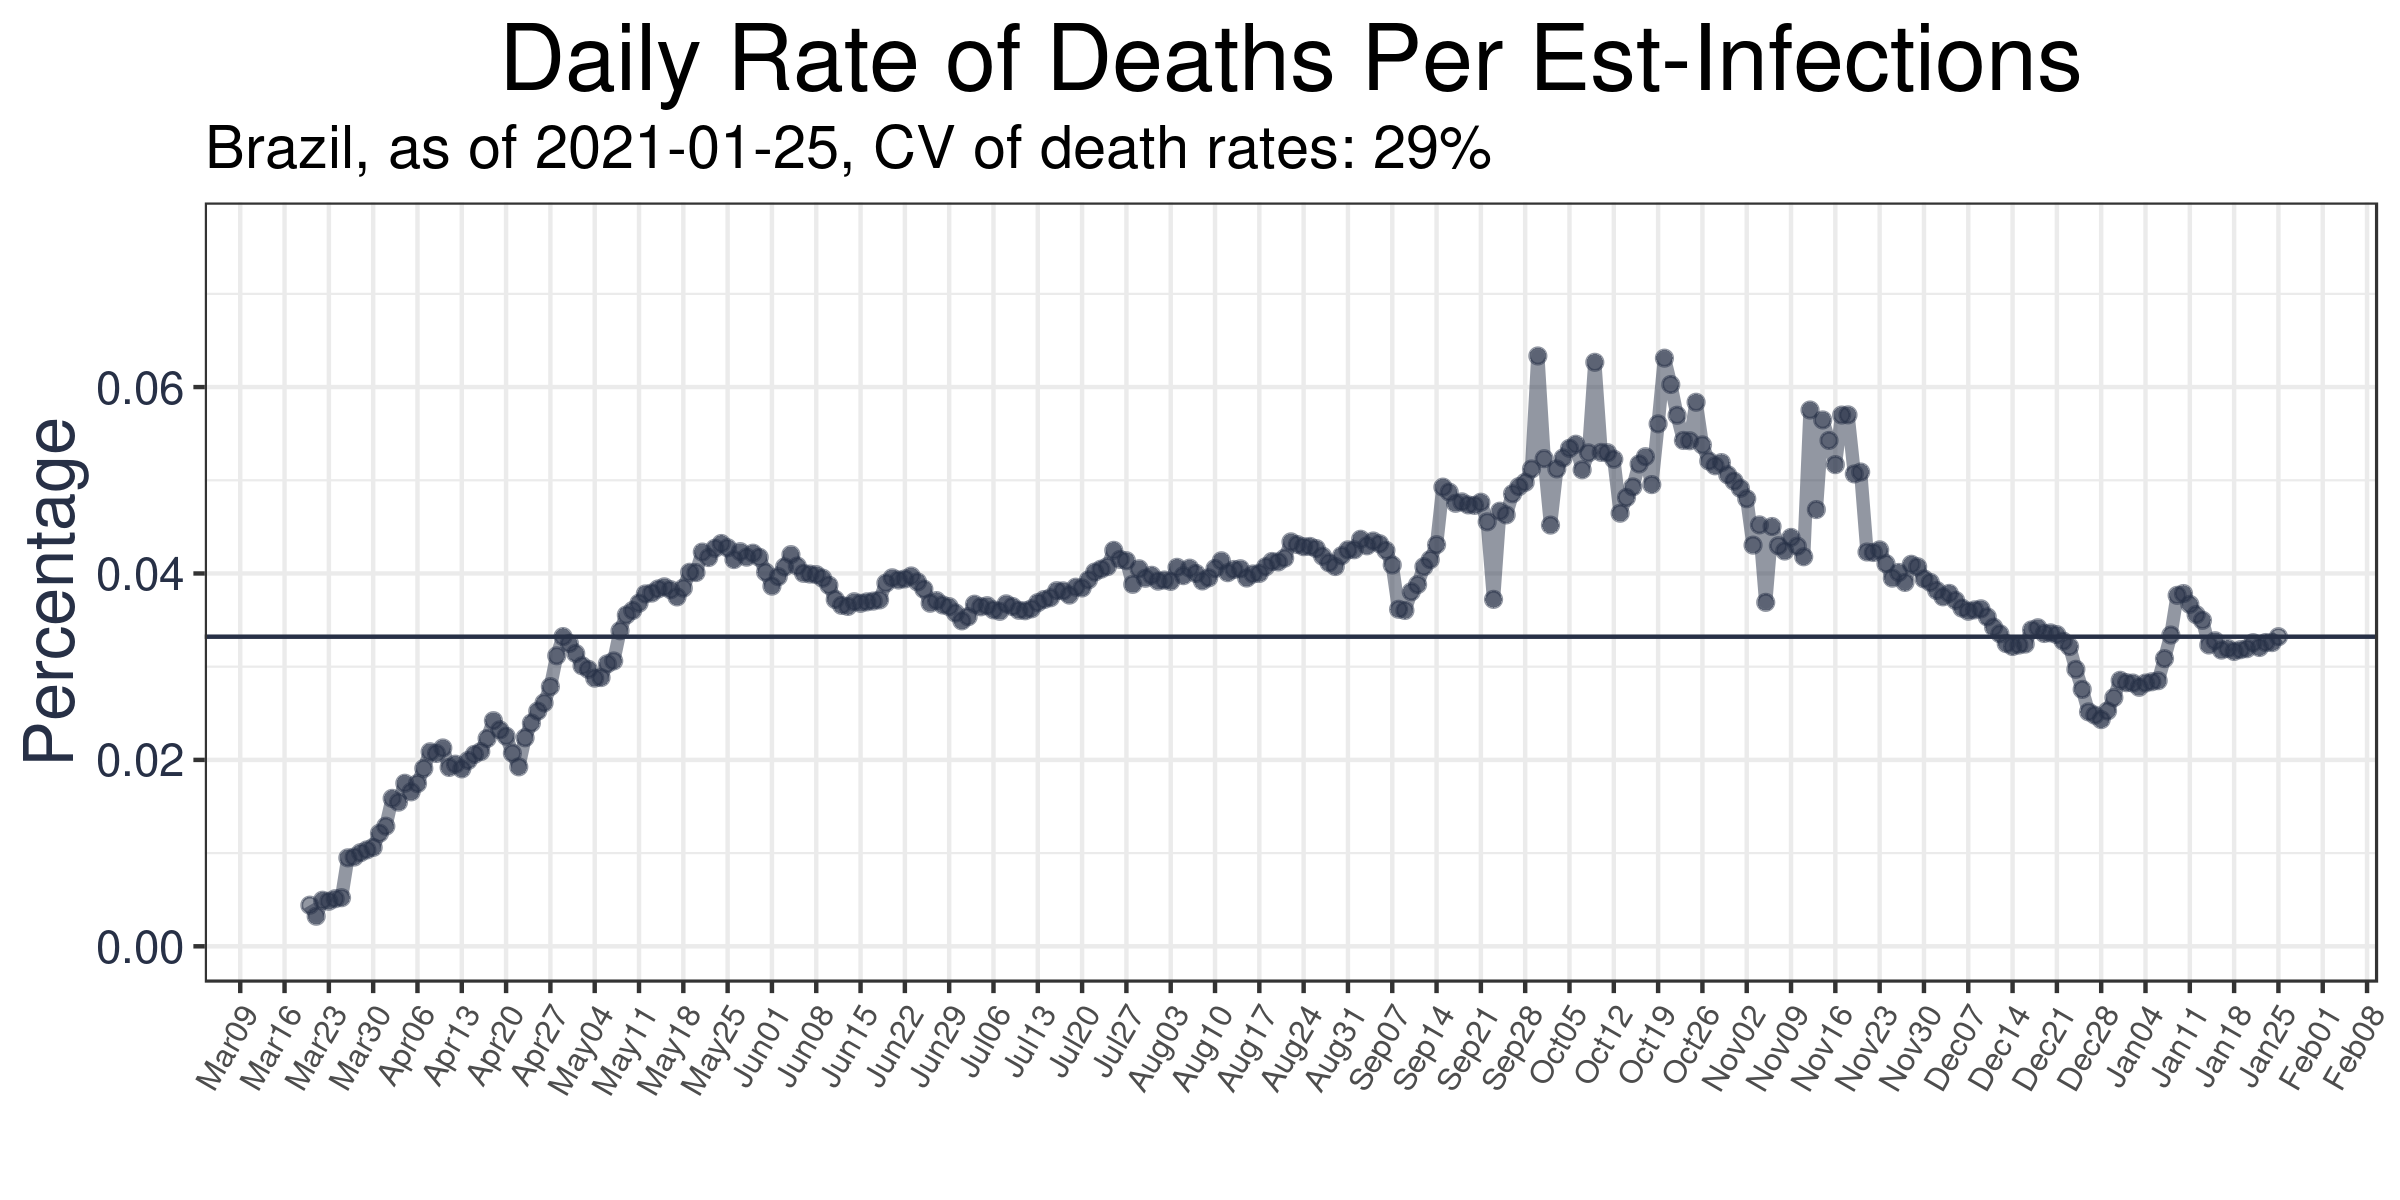 Daily Rate of Deaths Per Est-Infections
Brazil, as of 2021-01-25, CV of death rates: 29%
Percentage
0.06
0.04
0.02
0.00
Mar09
Mar16
Mar23
Mar30
Apr06
Apr13
Apr20
Apr27
May04
May11
May18
May25
Jun01
Jun08
Jun15
Jun22
Jun29
Jul06
Jul13
Jul20
Jul27
Aug03
Aug10
Aug17
Aug24
Aug31
Sep07
Sep14
Sep21
Sep28
Oct05
Oct12
Oct19
Oct26
Nov02
Nov09
Nov16
Nov23
Nov30
Dec07
Dec14
Dec21
Dec28
Jan04
Jan11
Jan18
Jan25
Feb01
Feb08